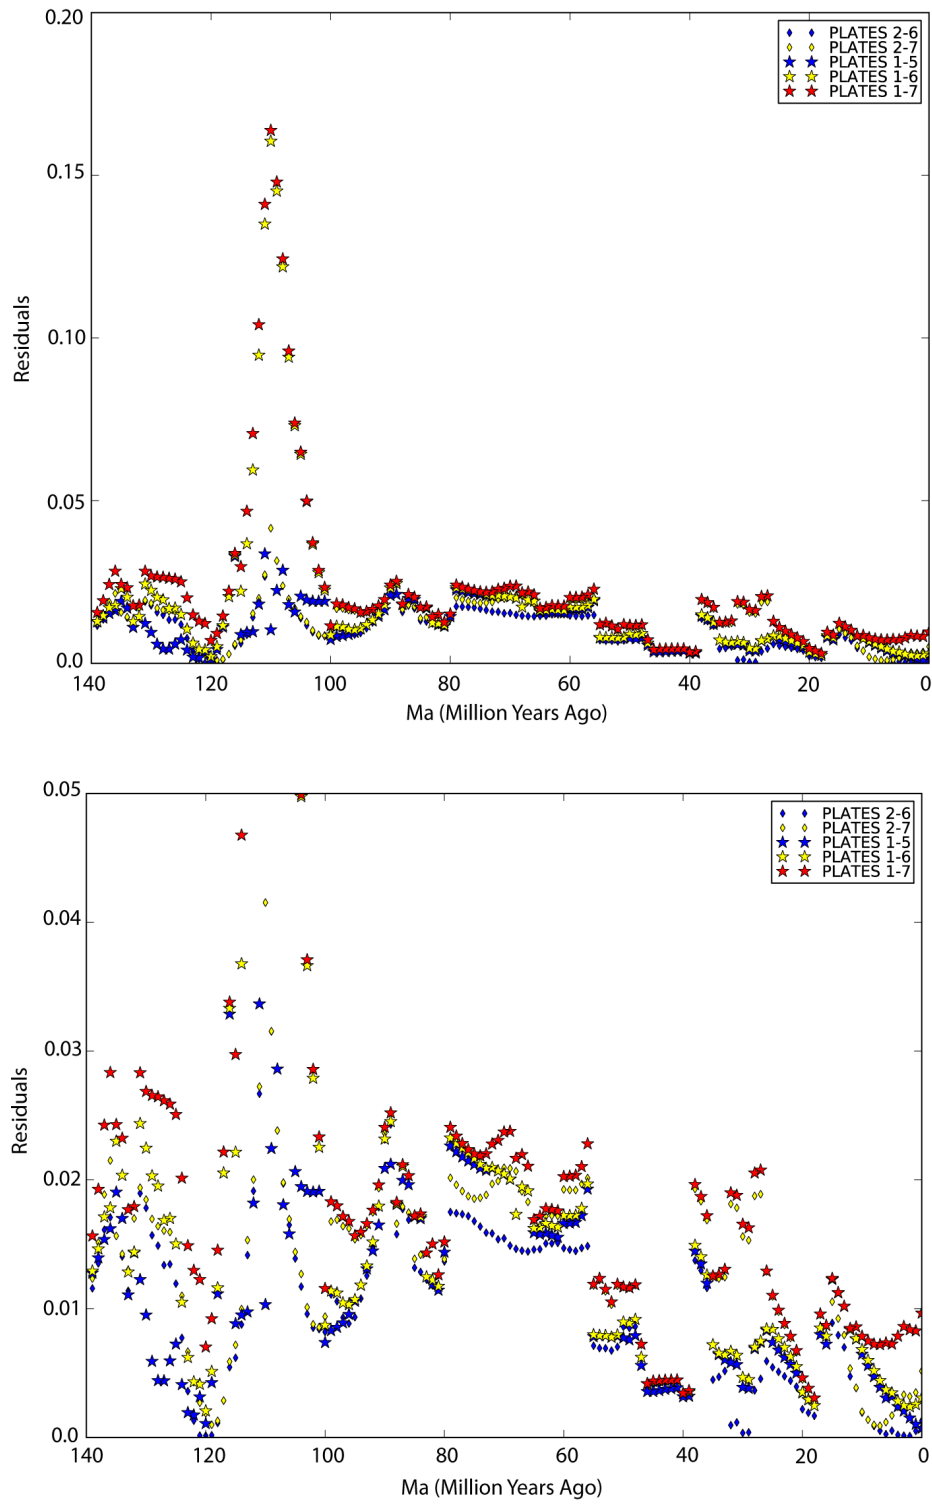 0.20
PLATES 2-6
PLATES 2-7
PLATES 1-5
PLATES 1-6
PLATES 1-7
0.15
0.10
0.05
0.0
Residuals
140 120 100 80 60 40 20 0
Ma (Million Years Ago)
0.05
PLATES 2-6
PLATES 2-7
PLATES 1-5
PLATES 1-6
PLATES 1-7
0.04
0.03
0.02
0.01
0.0
Residuals
140 120 100 80 60 40 20 0
Ma (Million Years Ago)